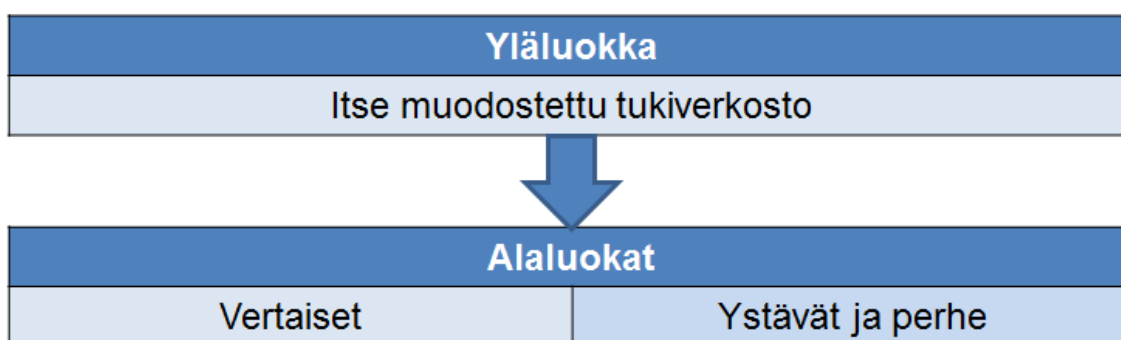 Yläluokka
Itse muodostettu tukiverkosto
Alaluokat
Vertaiset
Ystävät ja perhe